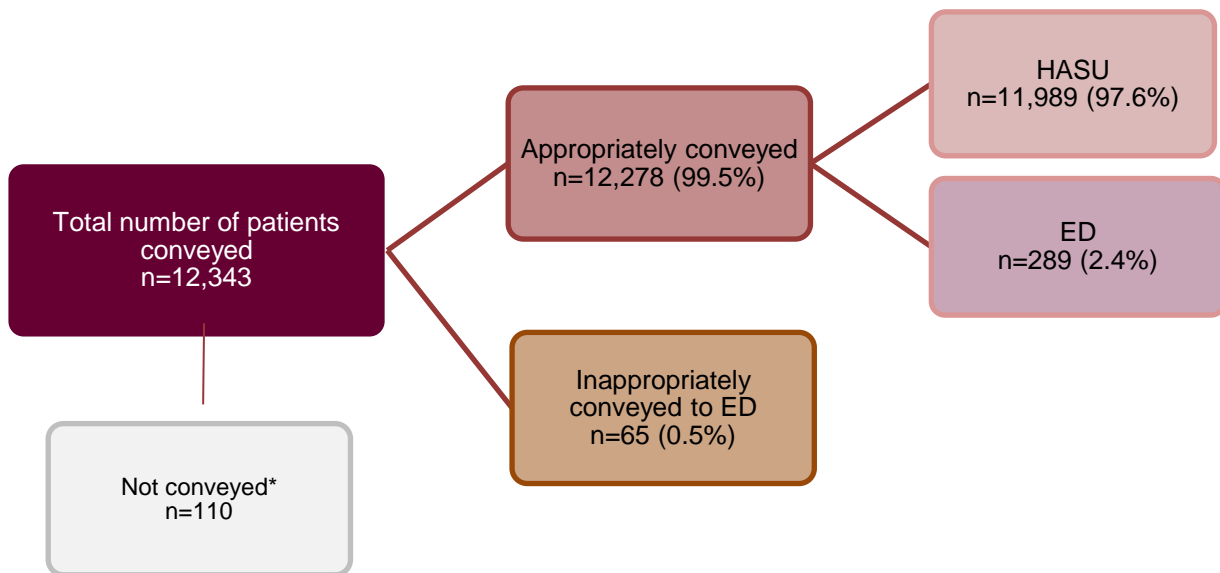 Total number of patients
conveyed
n=12,343
Not conveyed*
n=110
Appropriately conveyed
n=12,278 (99.5%)
Inappropriately
conveyed to ED
n=65 (0.5%)
HASU
n=11,989 (97.6%)
ED
n=289 (2.4%)